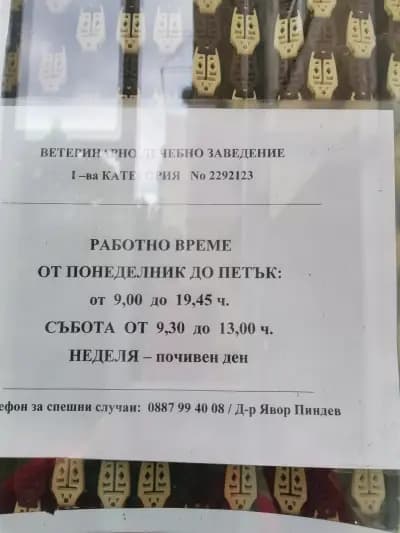 ВЕТЕРИНАРНО ЛЕЧЕБНО ЗАВЕДЕНИЕ
I –ва КАТЕГОРИЯ No 2292123
РАБОТНО ВРЕМЕ
ОТ ПОНЕДЕЛНИК ДО ПЕТЪК:
от 9,00 до 19,45 ч.
СЪБОТА ОТ 9,30 до 13,00 ч.
НЕДЕЛЯ – почивен ден
ефон за спешни случаи: 0887 99 40 08 / Д-р Явор Пиндев